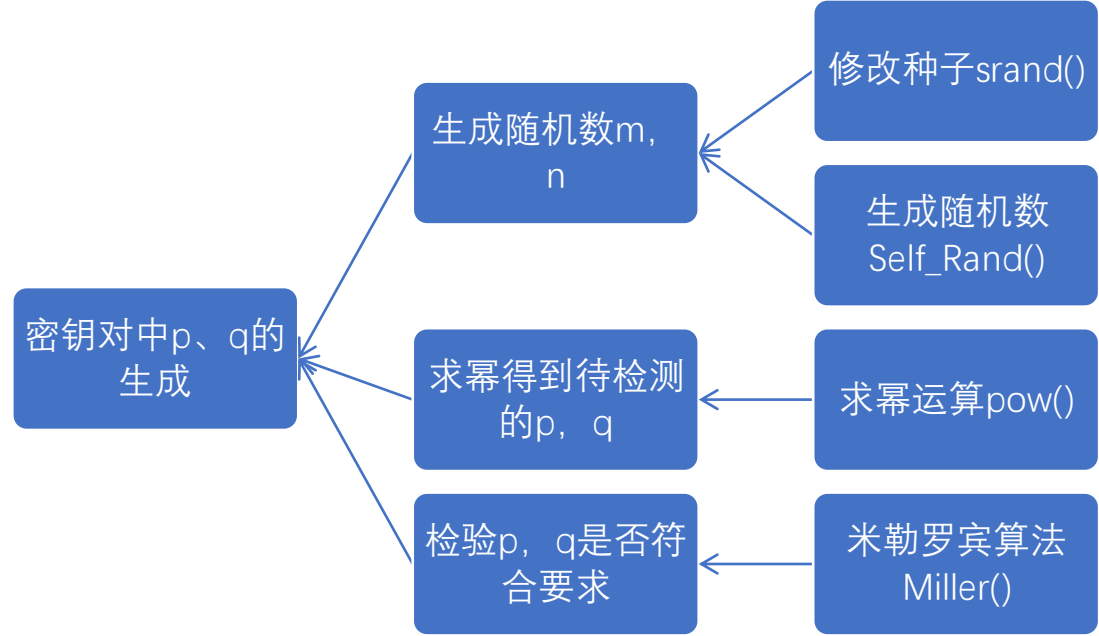 密钥对中p、q的
生成
生成随机数m，
n
修改种子srand()
生成随机数
Self_Rand()
求幂得到待检测
的p，q
求幂运算pow()
检验p，q是否符
合要求
米勒罗宾算法
Miller()